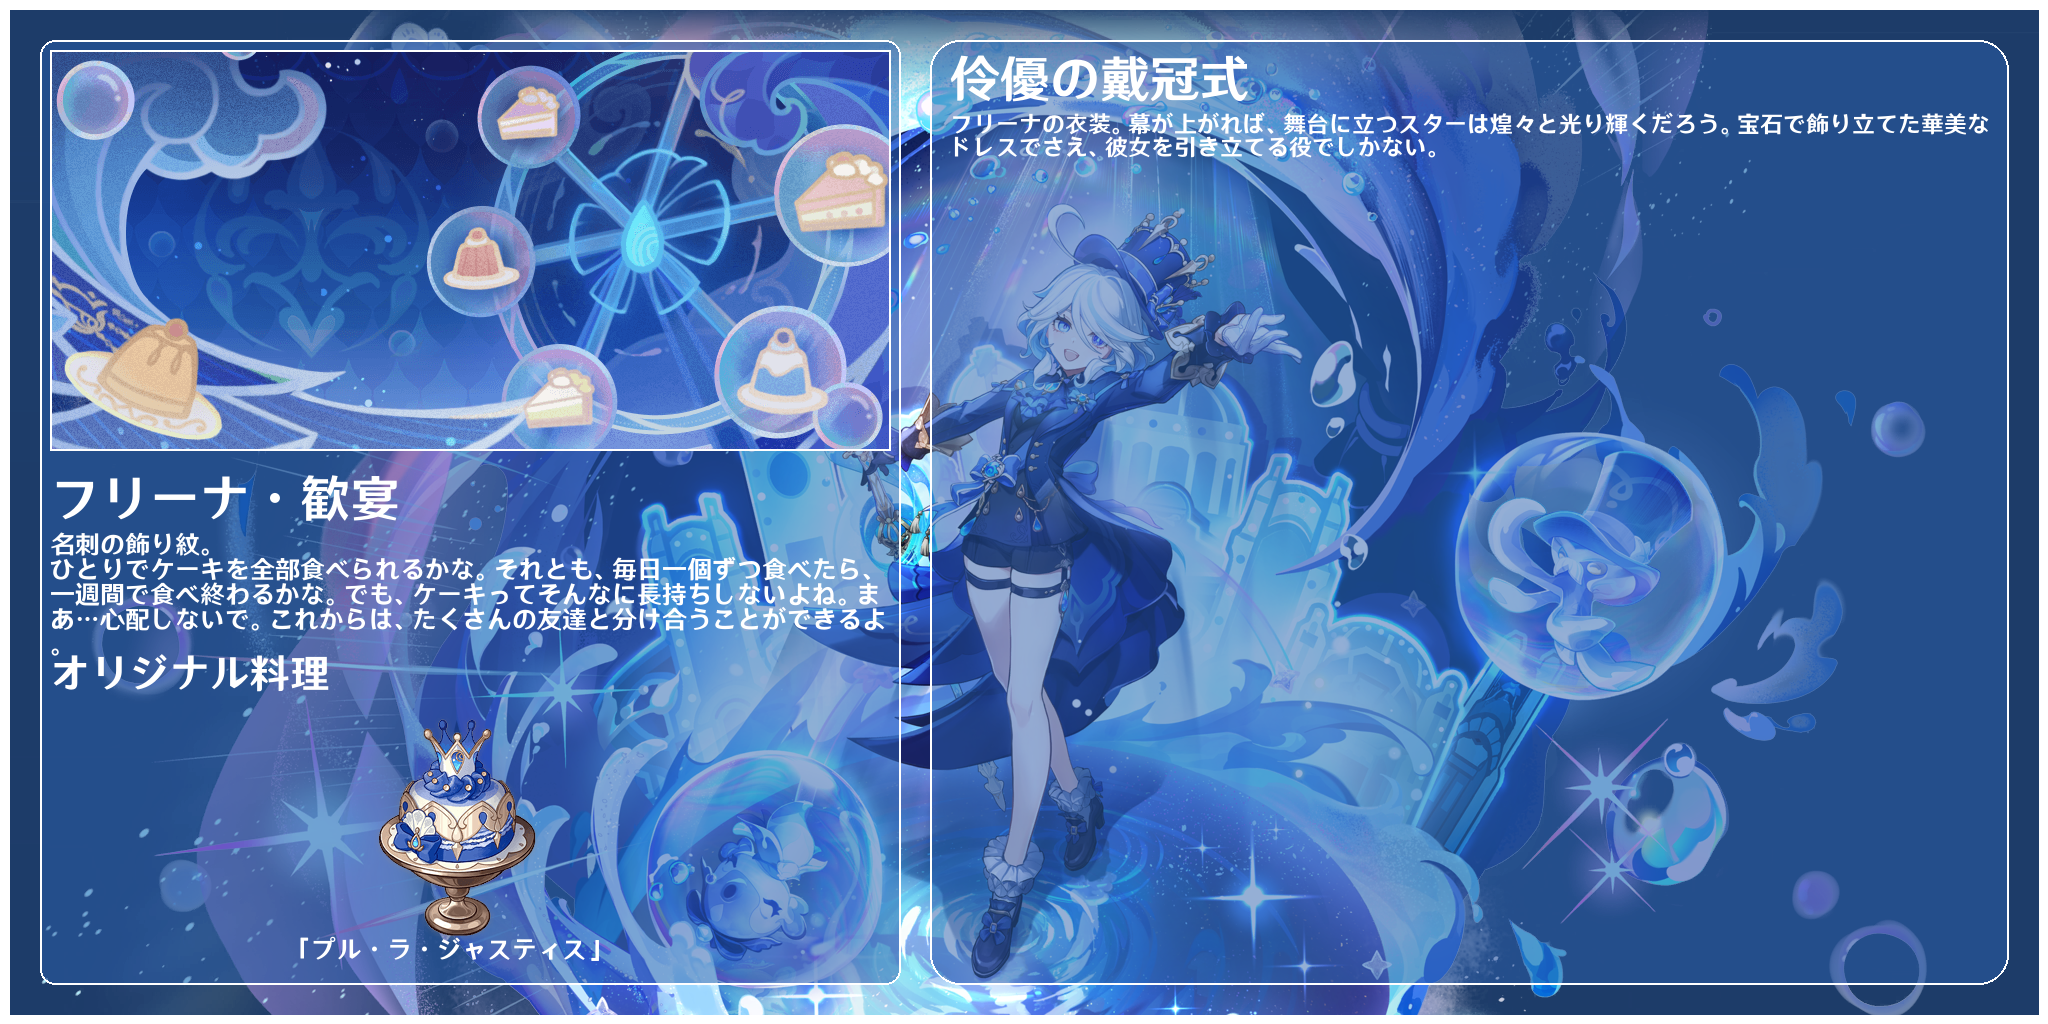 フリーナ・歓宴
名刺の飾り紋。
ひとりでケーキを全部食べられるかな。それとも、毎日一個ずつ食べたら、
一週間で食べ終わるかな。でも、ケーキってそんなに長持ちしないよね。ま
あ…心配しないで。これからは、たくさんの友達と分け合うことができるよ
。
オリジナル料理
「プル・ラ・ジャスティス」
伶優の戴冠式
フリーナの衣装。幕が上がれば、舞台に立つスターは煌々と光り輝くだろう。宝石で飾り立てた華美な
ドレスでさえ、彼女を引き立てる役でしかない。